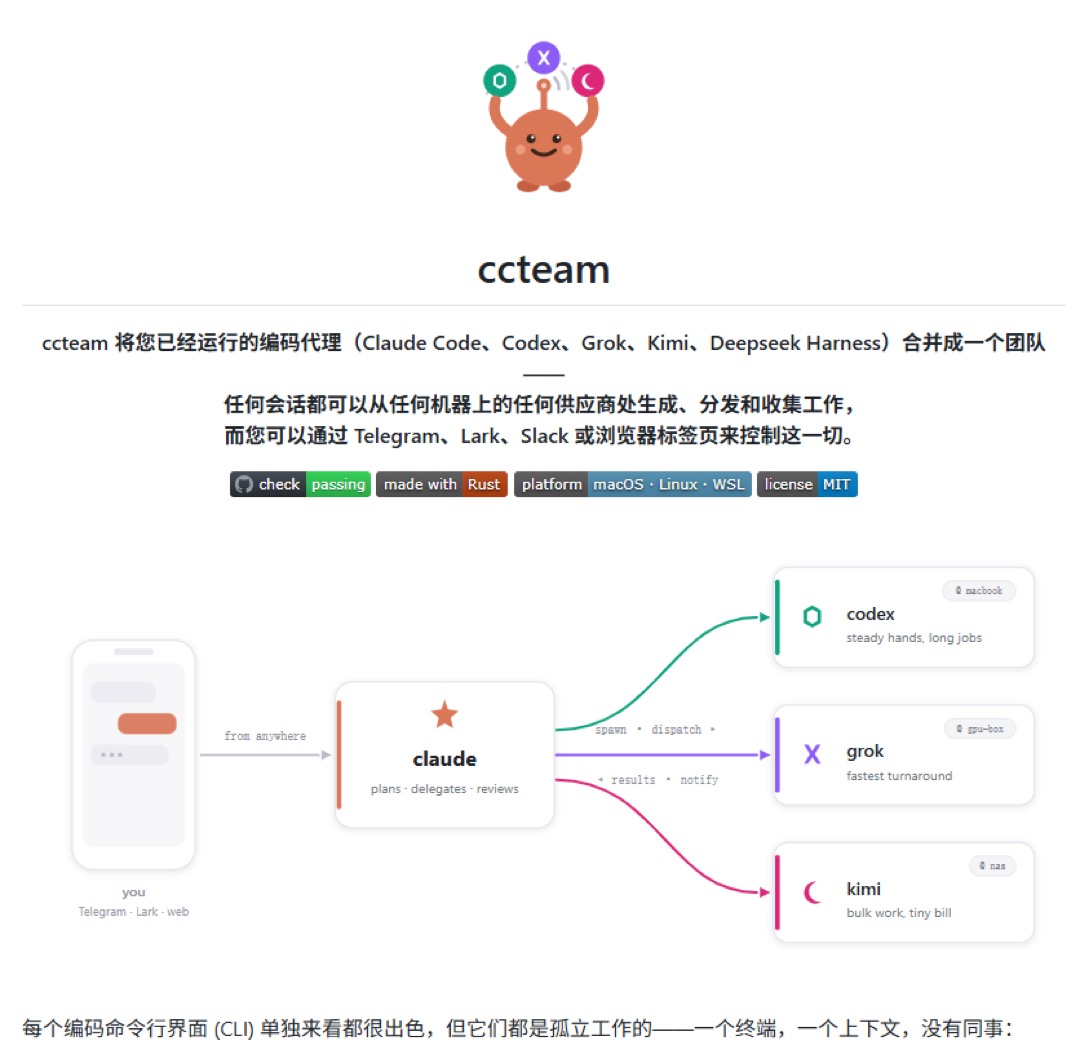 X
ccteam
ccteam 将您已经运行的编码代理（Claude Code、Codex、Grok、Kimi、Deepseek Harness）合并成一个团队
——
任何会话都可以从任何机器上的任何供应商处生成、分发和收集工作，
而您可以通过 Telegram、Lark、Slack 或浏览器标签页来控制这一切。
check passing made with Rust platform macOS · Linux · WSL license MIT
macbook
codex
steady hands, long jobs
from anywhere
claude
plans · delegates · reviews
spawn • dispatch ▸
◂ results • notify
gpu-box
X grok
fastest turnaround
nas
kimi
bulk work, tiny bill
you
Telegram · Lark · web
每个编码命令行界面 (CLI) 单独来看都很出色，但它们都是孤立工作的——一个终端，一个上下文，没有同事：